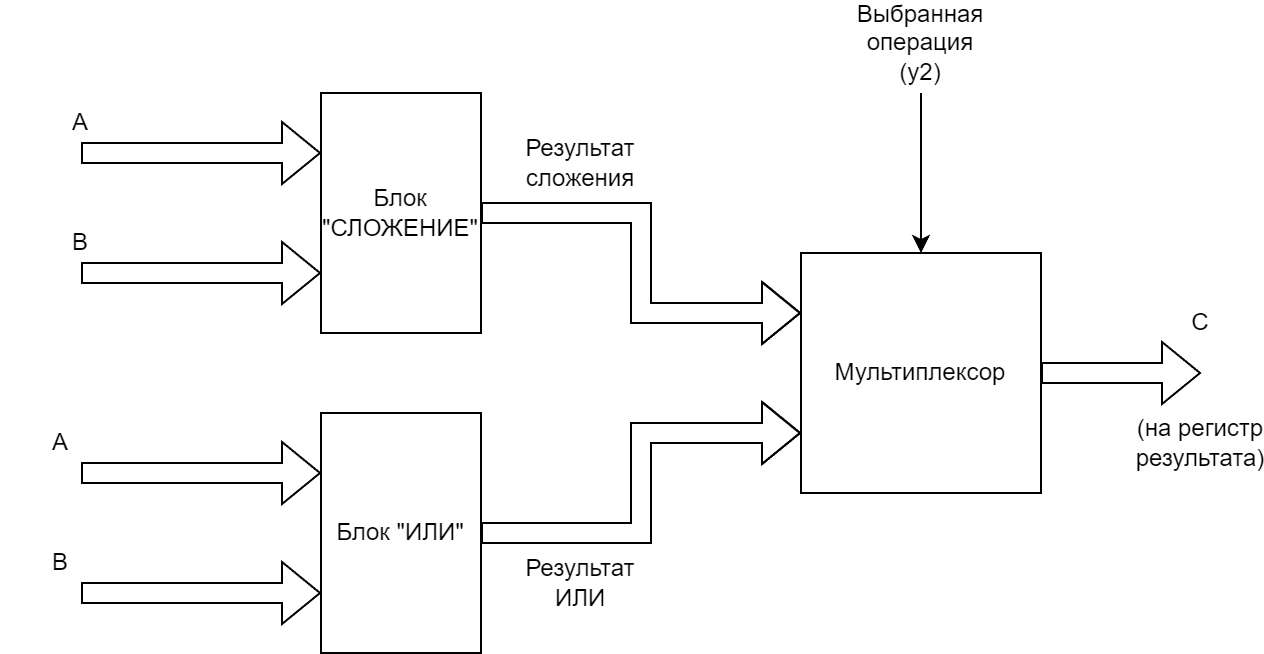 Выбранная
операция
(y2)
A
Результат
сложения
Блок
"СЛОЖЕНИЕ"
B
C
Мультиплексор
(на регистр
результата)
A
Блок "ИЛИ"
B
Результат
ИЛИ